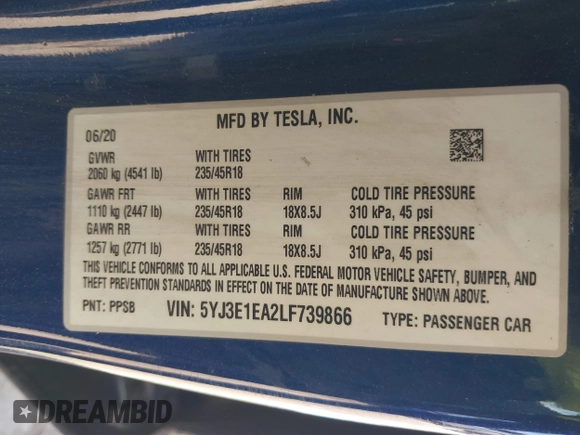 MFD BY TESLA, INC.
06/20
GVWR WITH TIRES
2060 kg (4541 lb) 235/45R18
GAWR FRT WITH TIRES RIM COLD TIRE PRESSURE
1110 kg (2447 lb) 235/45R18 18X8.5J 310 kPa, 45 psi
GAWR RR WITH TIRES RIM COLD TIRE PRESSURE
1257 kg (2771 lb) 235/45R18 18X8.5J 310 kPa, 45 psi
THIS VEHICLE CONFORMS TO ALL APPLICABLE U.S. FEDERAL MOTOR VEHICLE SAFETY, BUMPER, AND
THEFT PREVENTION STANDARDS IN EFFECT ON THE DATE OF MANUFACTURE SHOWN ABOVE.
PNT: PPSB VIN: 5YJ3E1EA2LF739866 TYPE: PASSENGER CAR
DREAMBID